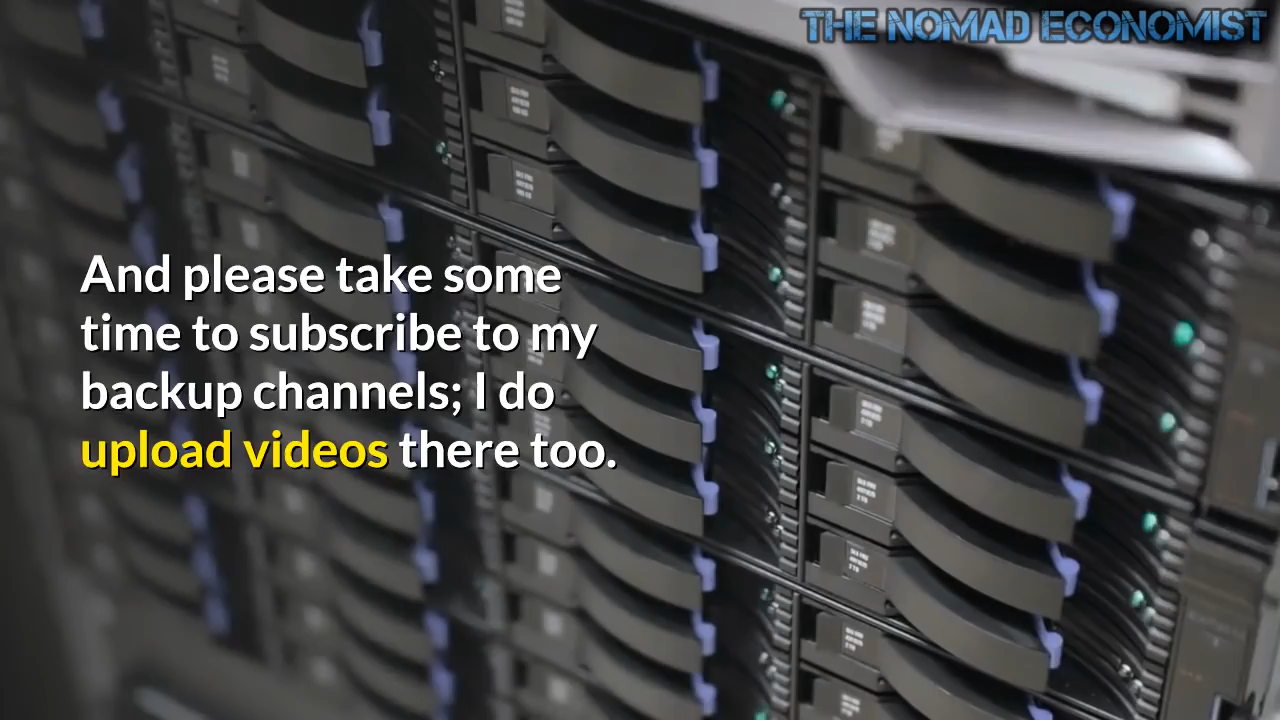 THE NOMAD ECONOMIST
And please take some
time to subscribe to my
backup channels; I do
upload videos there too.